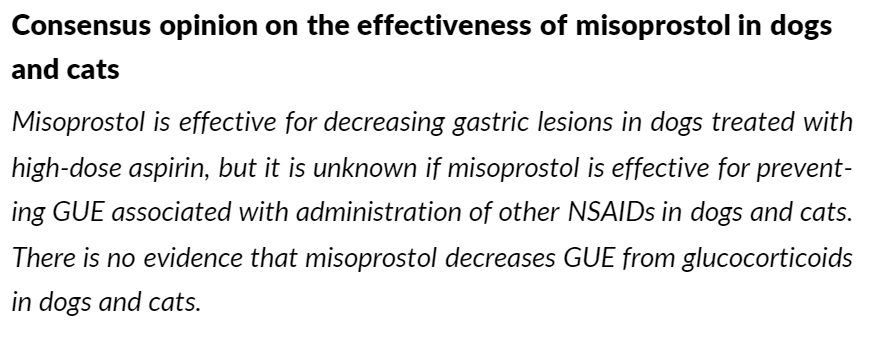 Consensus opinion on the effectiveness of misoprostol in dogs
and cats
Misoprostol is effective for decreasing gastric lesions in dogs treated with
high-dose aspirin, but it is unknown if misoprostol is effective for prevent-
ing GUE associated with administration of other NSAIDs in dogs and cats.
There is no evidence that misoprostol decreases GUE from glucocorticoids
in dogs and cats.